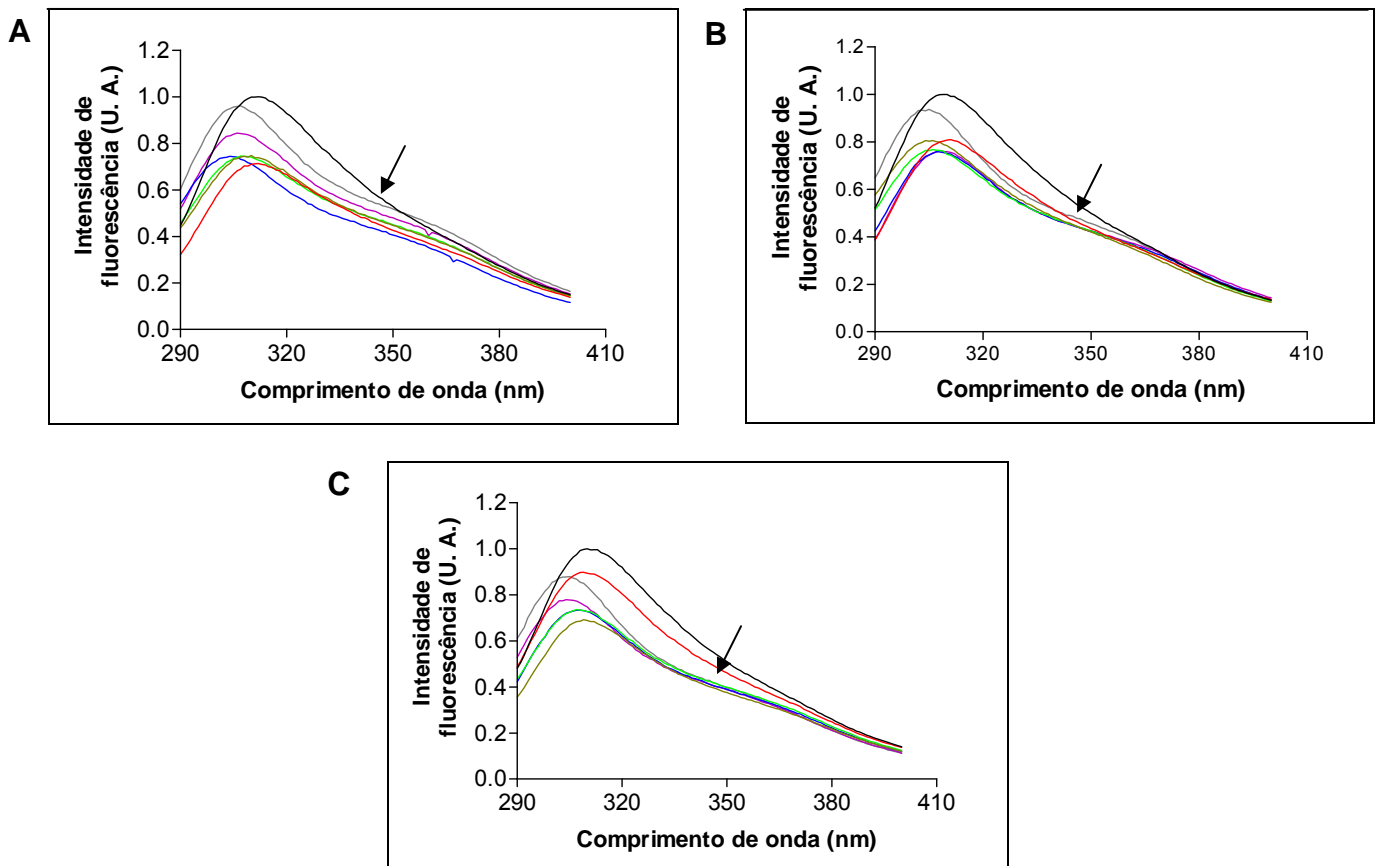 A
Intensidade de
fluorescência (U. A.)
1.2
1.0
0.8
0.6
0.4
0.2
0.0
290 320 350 380 410
Comprimento de onda (nm)
B
Intensidade de
fluorescência (U. A.)
1.2
1.0
0.8
0.6
0.4
0.2
0.0
290 320 350 380 410
Comprimento de onda (nm)
C
Intensidade de
fluorescência (U. A.)
1.2
1.0
0.8
0.6
0.4
0.2
0.0
290 320 350 380 410
Comprimento de onda (nm)